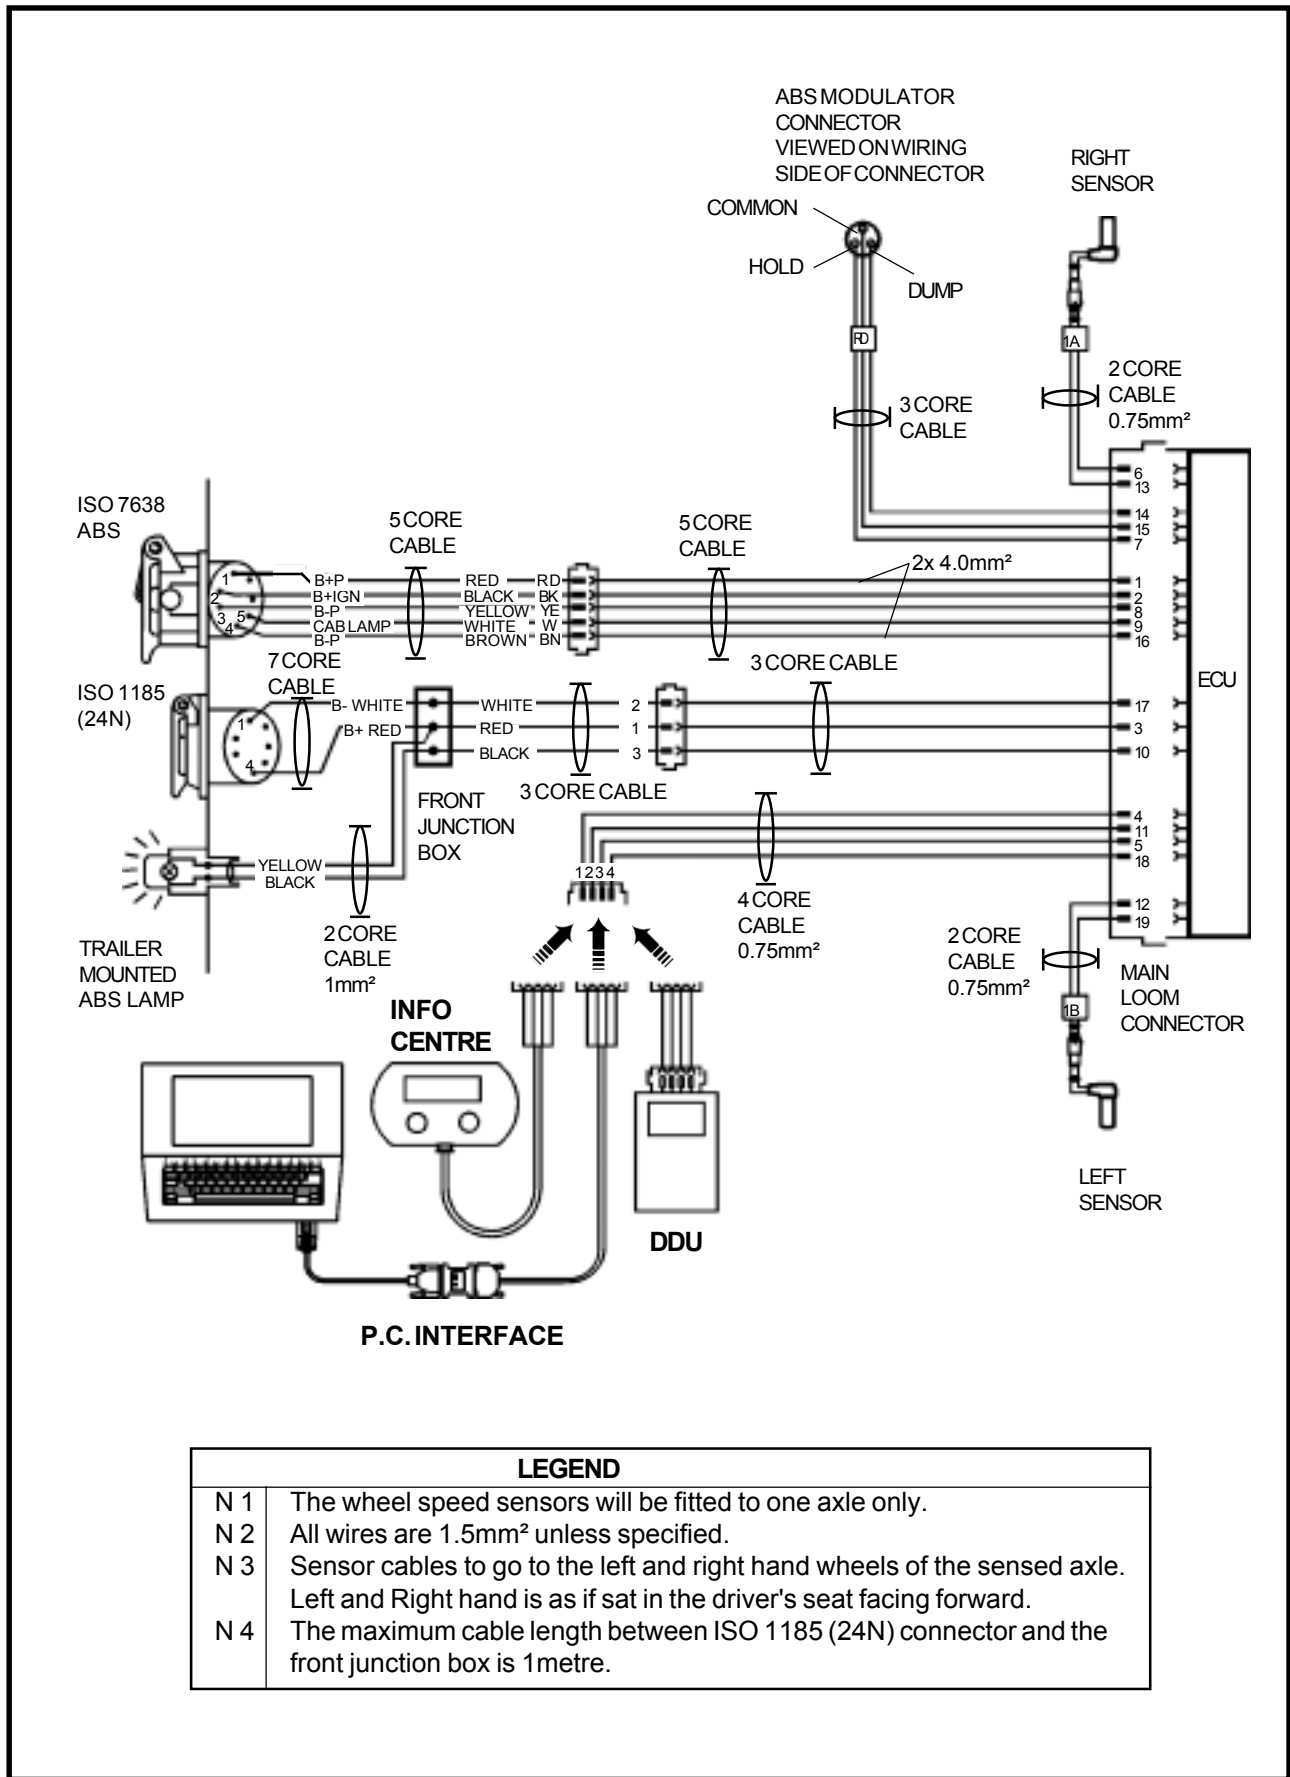 ABS MODULATOR
CONNECTOR
VIEWED ON WIRING
SIDE OF CONNECTOR
RIGHT
SENSOR
COMMON
HOLD
DUMP
RD
1A
2 CORE
CABLE
0.75mm²
3 CORE
CABLE
6
13
14
15
7
ISO 7638
ABS
5 CORE
CABLE
5 CORE
CABLE
2x 4.0mm²
1
2
3
4
5
B+P
RED
RD
1
B+IGN
BLACK
BK
2
B-P
YELLOW
YE
8
CAB LAMP
WHITE
W
9
B-P
BROWN
BN
16
ECU
ISO 1185
(24N)
7 CORE
CABLE
3 CORE CABLE
1
4
B- WHITE
WHITE
2
17
B+ RED
RED
1
3
BLACK
3
10
3 CORE CABLE
FRONT
JUNCTION
BOX
4
11
5
18
YELLOW
BLACK
1 2 3 4
12
19
TRAILER
MOUNTED
ABS LAMP
2 CORE
CABLE
1mm²
4 CORE
CABLE
0.75mm²
2 CORE
CABLE
0.75mm²
MAIN
LOOM
CONNECTOR
1B
INFO
CENTRE
LEFT
SENSOR
DDU
P.C. INTERFACE
LEGEND
N 1 The wheel speed sensors will be fitted to one axle only.
N 2 All wires are 1.5mm² unless specified.
N 3 Sensor cables to go to the left and right hand wheels of the sensed axle.
Left and Right hand is as if sat in the driver's seat facing forward.
N 4 The maximum cable length between ISO 1185 (24N) connector and the
front junction box is 1metre.